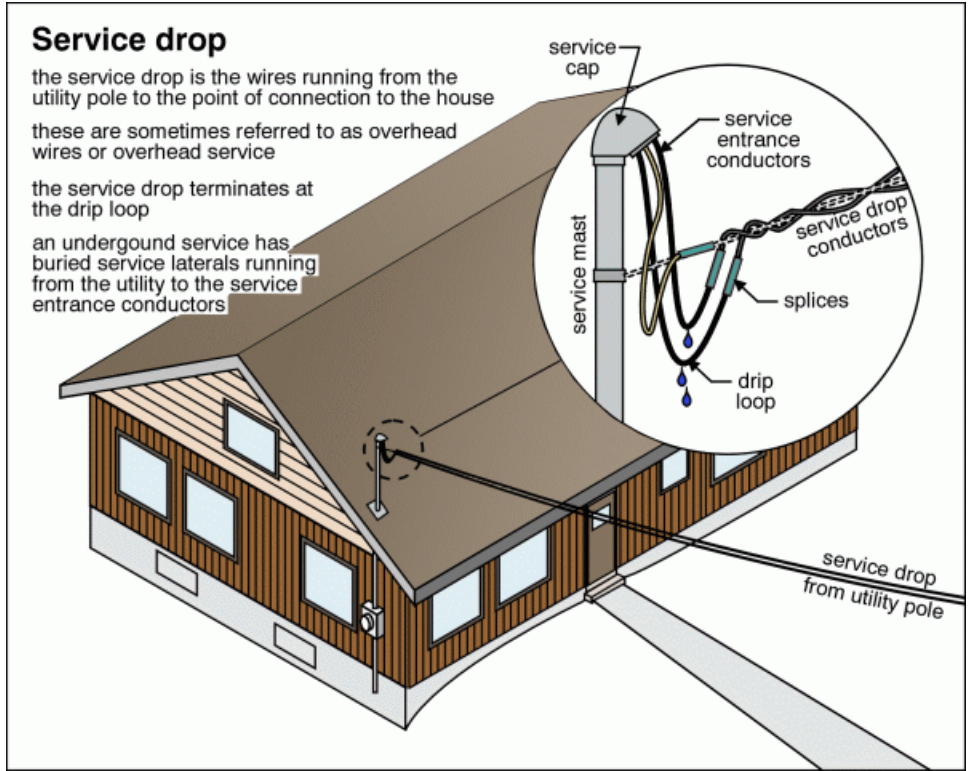 Service drop
the service drop is the wires running from the
utility pole to the point of connection to the house
these are sometimes referred to as overhead
wires or overhead service
the service drop terminates at
the drip loop
an undergound service has
buried service laterals running
from the utility to the service
entrance conductors
service
cap
service
entrance
conductors
service drop
conductors
service mast
splices
drip
loop
service drop
from utility pole